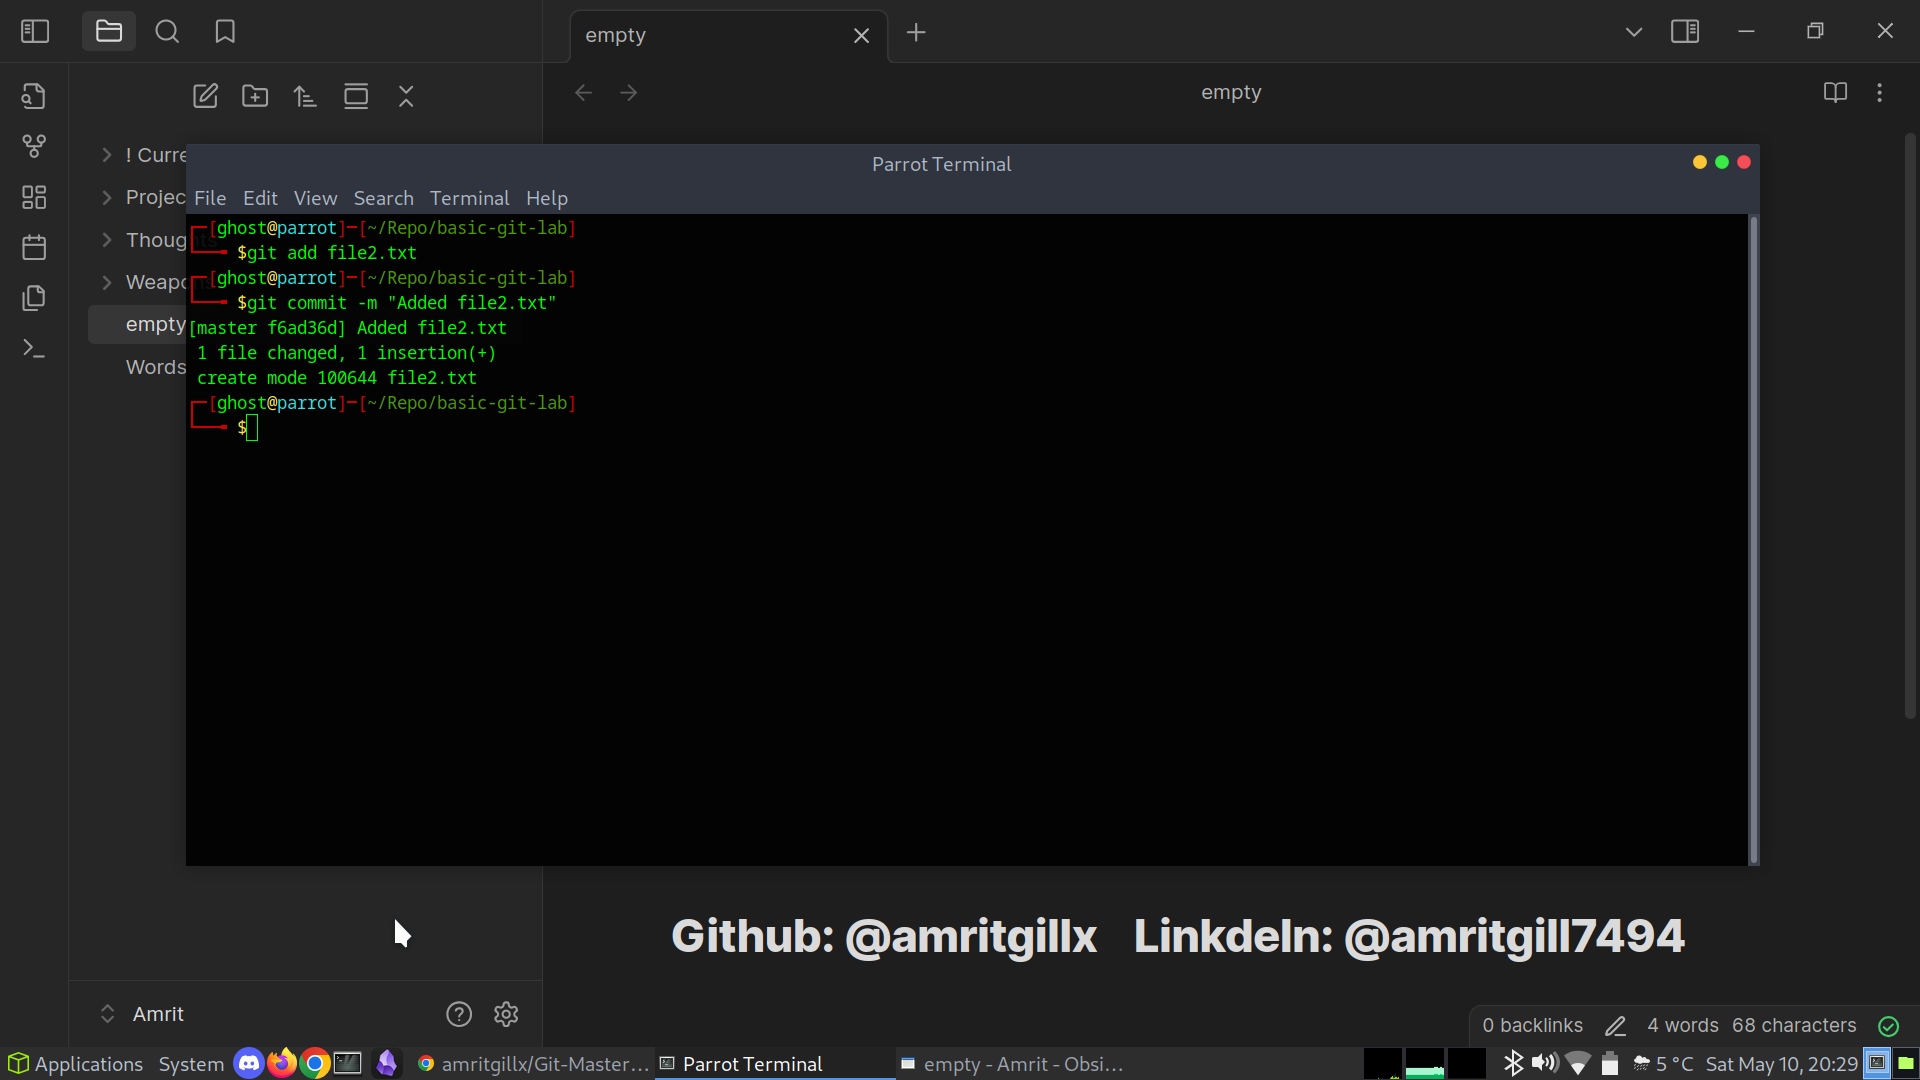 empty
empty
! Curre
Projec
Thoug
Weapo
empty
Words
Parrot Terminal
File Edit View Search Terminal Help
┌─[ghost@parrot]─[~/Repo/basic-git-lab]
└──╼ $git add file2.txt
┌─[ghost@parrot]─[~/Repo/basic-git-lab]
└──╼ $git commit -m "Added file2.txt"
[master f6ad36d] Added file2.txt
1 file changed, 1 insertion(+)
create mode 100644 file2.txt
┌─[ghost@parrot]─[~/Repo/basic-git-lab]
└──╼ $
Github: @amritgillx Linkdeln: @amritgill7494
Amrit
0 backlinks 4 words 68 characters
Applications System amritgillx/Git-Master... Parrot Terminal empty - Amrit - Obsi... 5 °C Sat May 10, 20:29